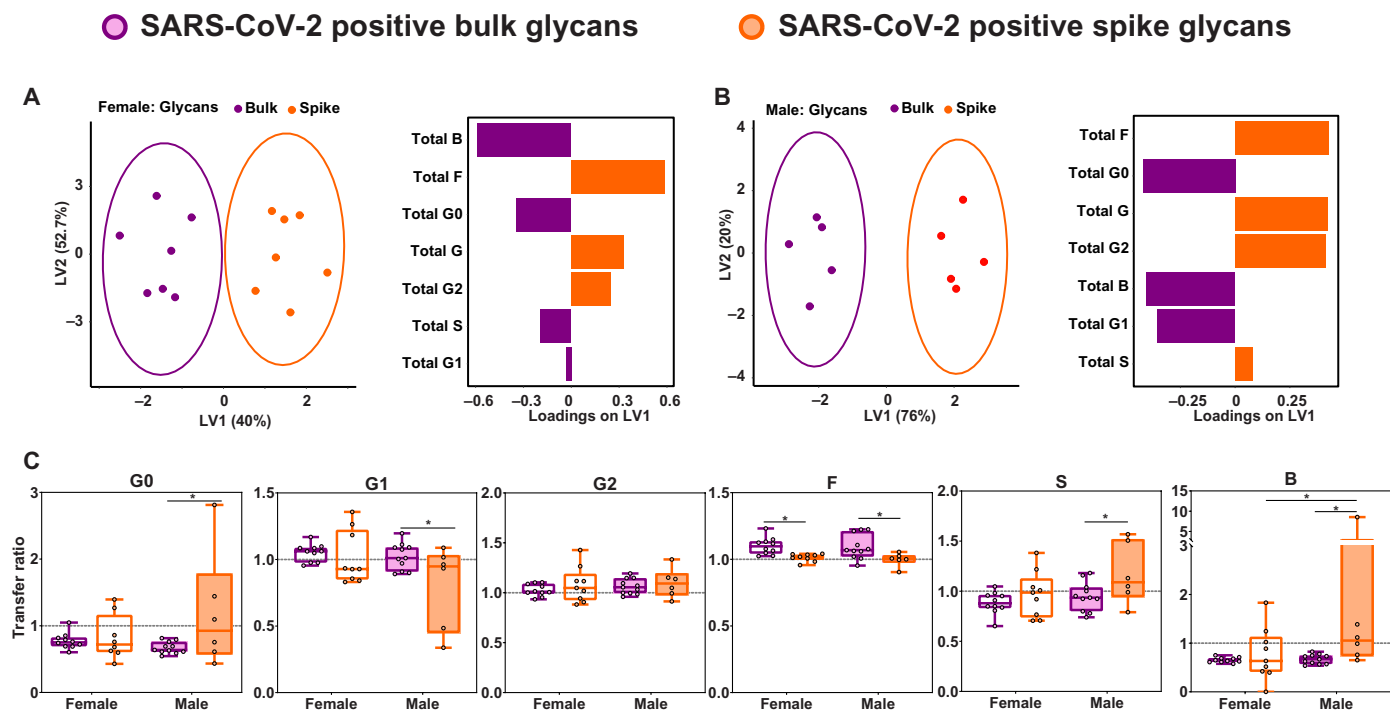 SARS-CoV-2 positive bulk glycans
SARS-CoV-2 positive spike glycans
A
Female: Glycans Bulk Spike
LV2 (52.7%)
3
0
−3
−2 0 2
LV1 (40%)
Total B
Total F
Total G0
Total G
Total G2
Total S
Total G1
−0.6 −0.3 0 0.3 0.6
Loadings on LV1
B
Male: Glycans Bulk Spike
LV2 (20%)
4
2
0
−2
−4
−2 0 2
LV1 (76%)
Total F
Total G0
Total G
Total G2
Total B
Total G1
Total S
−0.25 0 0.25
Loadings on LV1
C
Transfer ratio
G0
3
2
1
0
Female Male
*
G1
1.5
1.0
0.5
0.0
Female Male
*
G2
2.0
1.5
1.0
0.5
0.0
Female Male
F
1.5
1.0
0.5
0.0
Female Male
* *
S
2.0
1.5
1.0
0.5
0.0
Female Male
*
B
15
10
5
3
2
1
0
Female Male
*
*